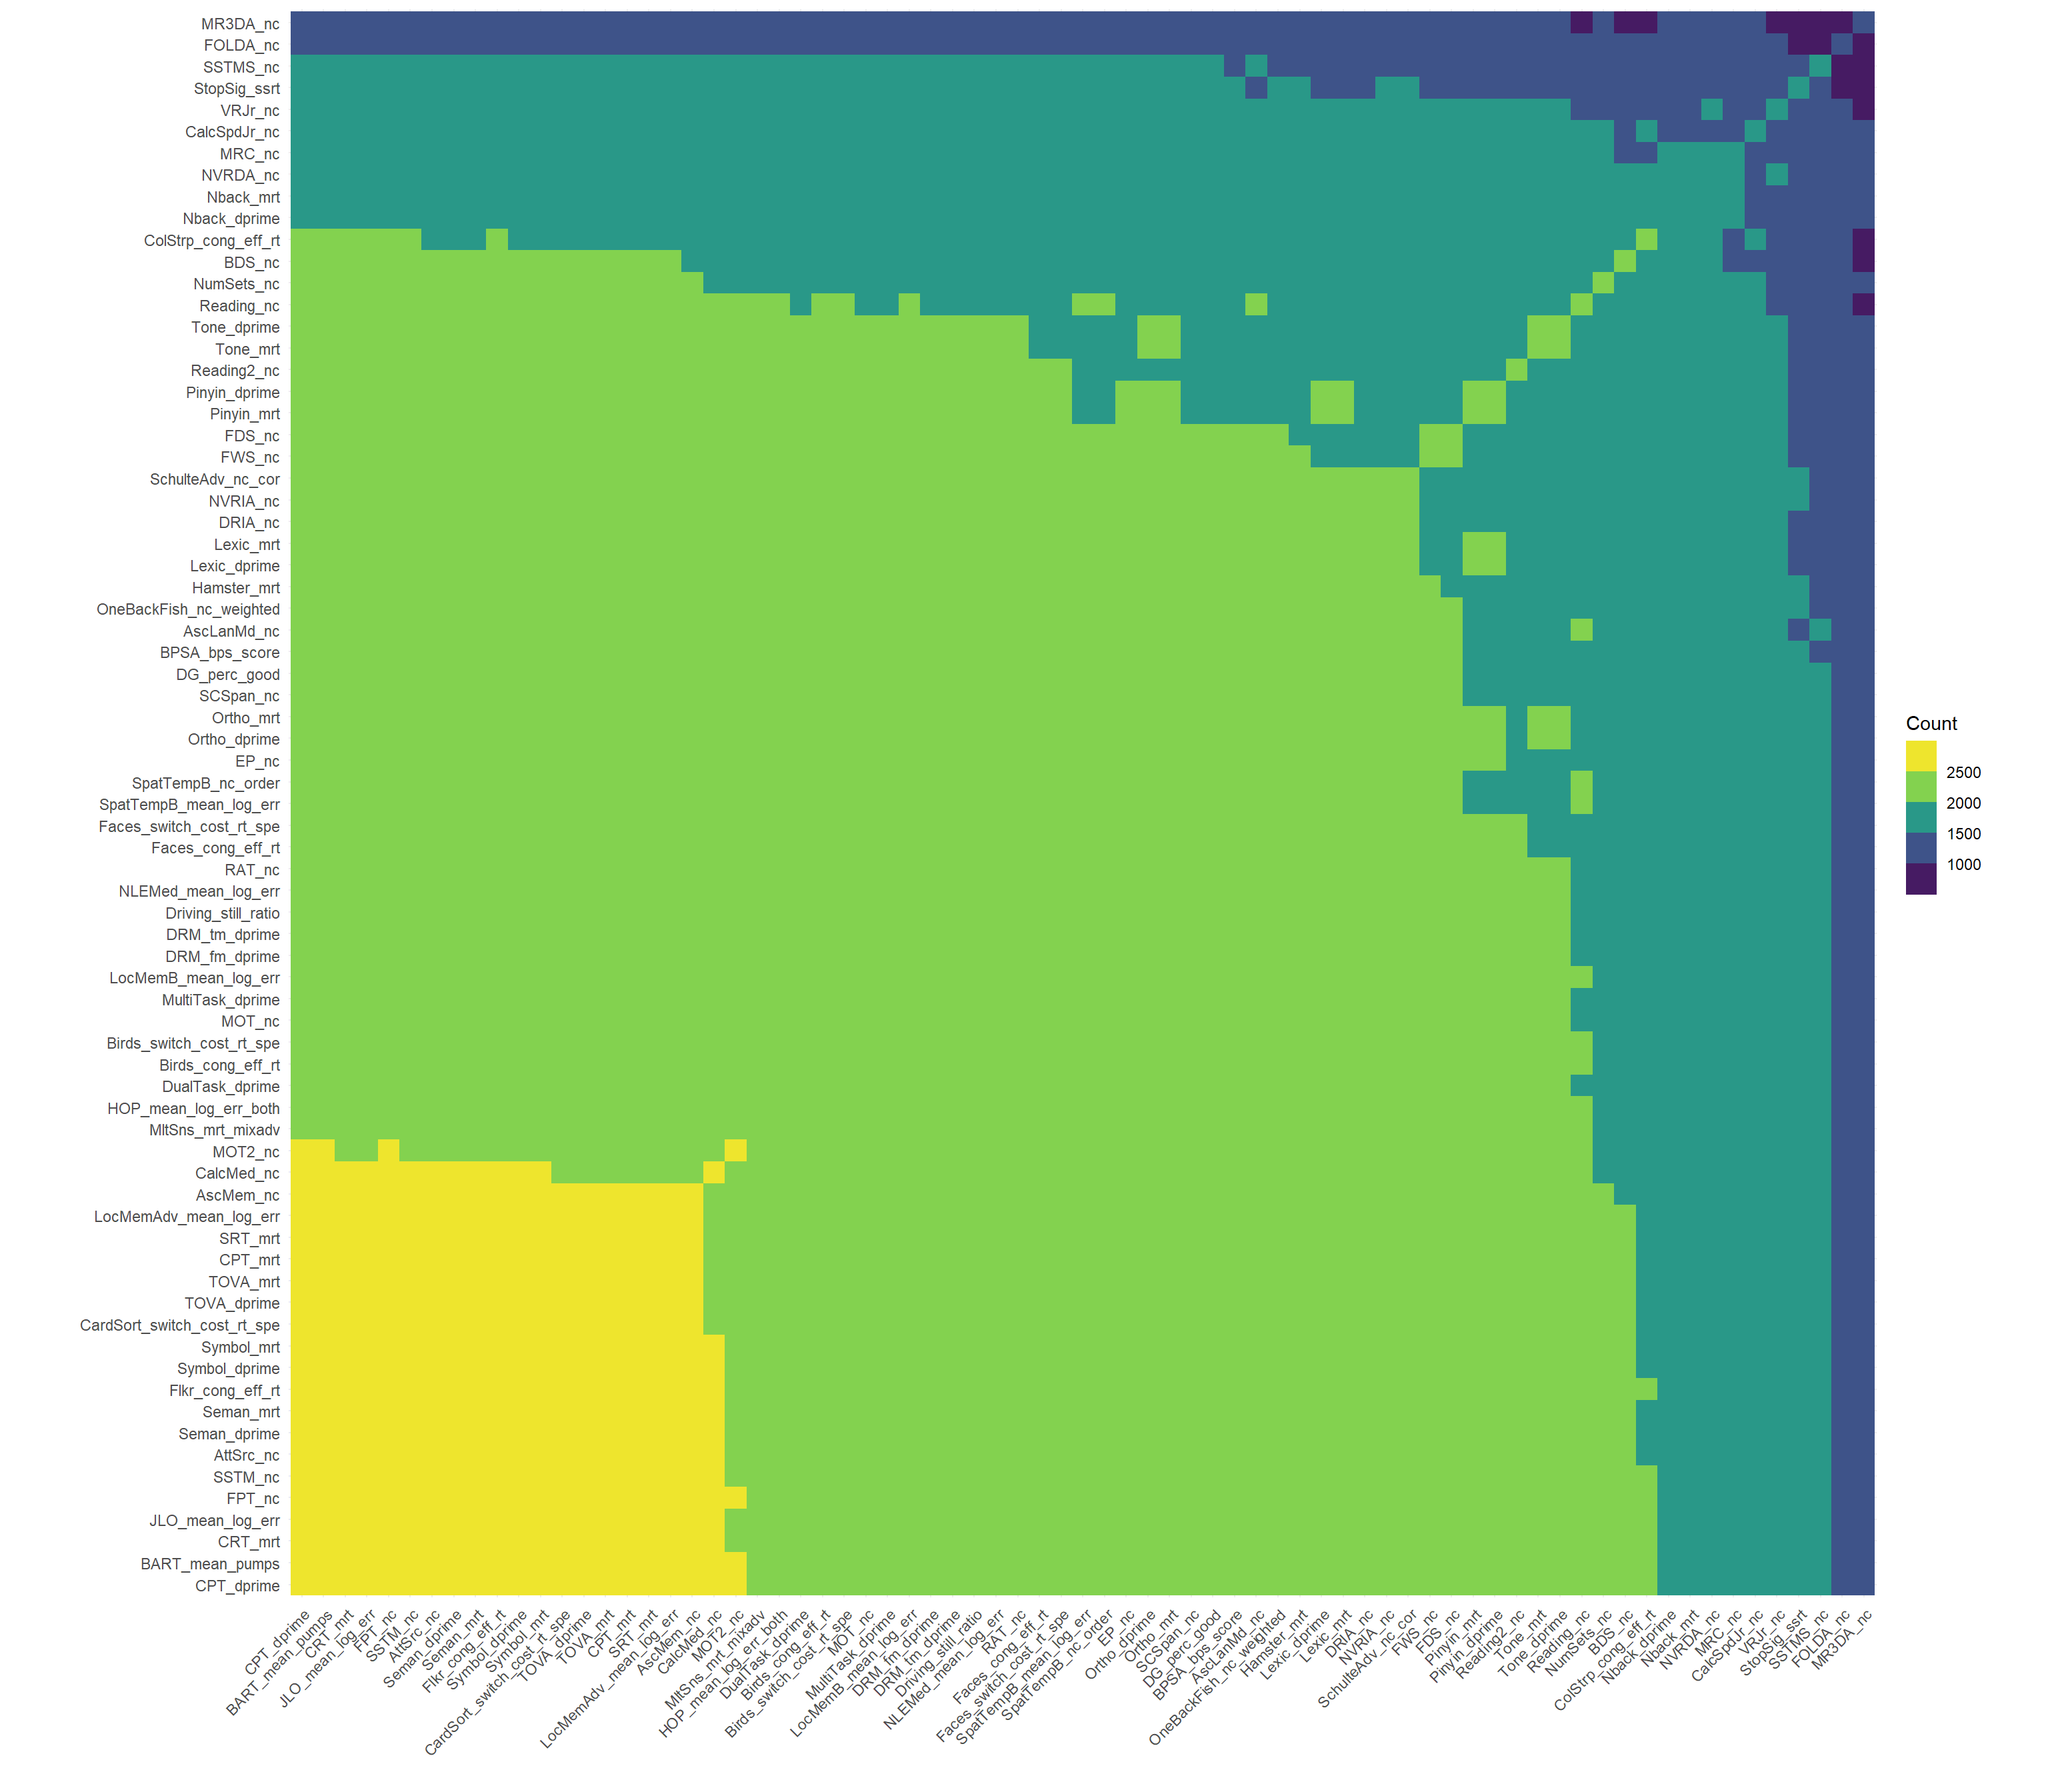 MR3DA_nc
FOLDA_nc
SSTMS_nc
StopSig_ssrt
VRJr_nc
CalcSpdJr_nc
MRC_nc
NVRDA_nc
Nback_mrt
Nback_dprime
ColStrp_cong_eff_rt
BDS_nc
NumSets_nc
Reading_nc
Tone_dprime
Tone_mrt
Reading2_nc
Pinyin_dprime
Pinyin_mrt
FDS_nc
FWS_nc
SchulteAdv_nc_cor
NVRIA_nc
DRIA_nc
Lexic_mrt
Lexic_dprime
Hamster_mrt
OneBackFish_nc_weighted
AscLanMd_nc
BPSA_bps_score
DG_perc_good
SCSpan_nc
Ortho_mrt
Ortho_dprime
EP_nc
SpatTempB_nc_order
SpatTempB_mean_log_err
Faces_switch_cost_rt_spe
Faces_cong_eff_rt
RAT_nc
NLEMed_mean_log_err
Driving_still_ratio
DRM_tm_dprime
DRM_fm_dprime
LocMemB_mean_log_err
MultiTask_dprime
MOT_nc
Birds_switch_cost_rt_spe
Birds_cong_eff_rt
DualTask_dprime
HOP_mean_log_err_both
MltSns_mrt_mixadv
MOT2_nc
CalcMed_nc
AscMem_nc
LocMemAdv_mean_log_err
SRT_mrt
CPT_mrt
TOVA_mrt
TOVA_dprime
CardSort_switch_cost_rt_spe
Symbol_mrt
Symbol_dprime
Flkr_cong_eff_rt
Seman_mrt
Seman_dprime
AttSrc_nc
SSTM_nc
FPT_nc
JLO_mean_log_err
CRT_mrt
BART_mean_pumps
CPT_dprime
CPT_dprime
BART_mean_pumps
CRT_mrt
JLO_mean_log_err
FPT_nc
SSTM_nc
AttSrc_nc
Seman_dprime
Seman_mrt
Flkr_cong_eff_rt
Symbol_dprime
Symbol_mrt
CardSort_switch_cost_rt_spe
TOVA_dprime
TOVA_mrt
CPT_mrt
SRT_mrt
LocMemAdv_mean_log_err
AscMem_nc
CalcMed_nc
MOT2_nc
MltSns_mrt_mixadv
HOP_mean_log_err_both
DualTask_dprime
Birds_cong_eff_rt
Birds_switch_cost_rt_spe
MOT_nc
MultiTask_dprime
LocMemB_mean_log_err
DRM_fm_dprime
DRM_tm_dprime
Driving_still_ratio
NLEMed_mean_log_err
RAT_nc
Faces_cong_eff_rt
Faces_switch_cost_rt_spe
SpatTempB_mean_log_err
SpatTempB_nc_order
EP_nc
Ortho_dprime
Ortho_mrt
SCSpan_nc
DG_perc_good
BPSA_bps_score
AscLanMd_nc
OneBackFish_nc_weighted
Hamster_mrt
Lexic_dprime
Lexic_mrt
DRIA_nc
NVRIA_nc
SchulteAdv_nc_cor
FWS_nc
FDS_nc
Pinyin_mrt
Pinyin_dprime
Reading2_nc
Tone_mrt
Tone_dprime
Reading_nc
NumSets_nc
BDS_nc
ColStrp_cong_eff_rt
Nback_dprime
Nback_mrt
NVRDA_nc
MRC_nc
CalcSpdJr_nc
VRJr_nc
StopSig_ssrt
SSTMS_nc
FOLDA_nc
MR3DA_nc
Count
2500
2000
1500
1000